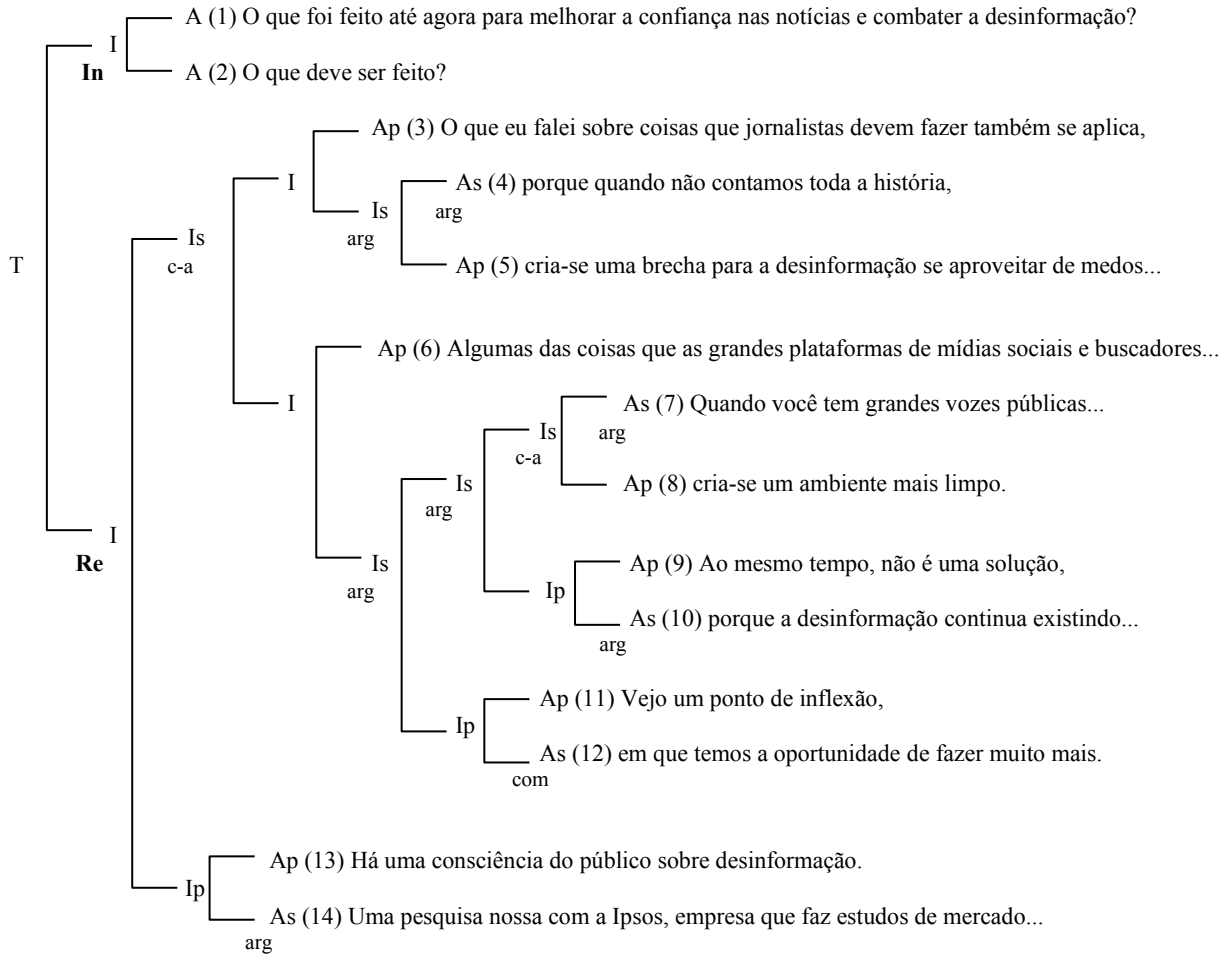 A (1) O que foi feito até agora para melhorar a confiança nas notícias e combater a desinformação?
I
In
A (2) O que deve ser feito?
Ap (3) O que eu falei sobre coisas que jornalistas devem fazer também se aplica,
I
As (4) porque quando não contamos toda a história,
arg
Is
arg
Is
c-a
T
Ap (5) cria-se uma brecha para a desinformação se aproveitar de medos...
Ap (6) Algumas das coisas que as grandes plataformas de mídias sociais e buscadores...
I
As (7) Quando você tem grandes vozes públicas...
arg
Is
c-a
Is
arg
Ap (8) cria-se um ambiente mais limpo.
I
Re
Is
arg
Ap (9) Ao mesmo tempo, não é uma solução,
Ip
As (10) porque a desinformação continua existindo...
arg
Ap (11) Vejo um ponto de inflexão,
Ip
As (12) em que temos a oportunidade de fazer muito mais.
com
Ap (13) Há uma consciência do público sobre desinformação.
Ip
As (14) Uma pesquisa nossa com a Ipsos, empresa que faz estudos de mercado...
arg